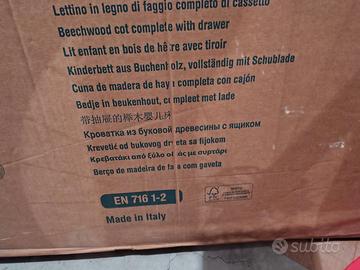 Lettino in legno di faggio completo di cassetto
Beechwood cot complete with drawer
Lit enfant en bois de hêtre avec tiroir
Kinderbett aus Buchenholz, vollständig mit Schublade
Cuna de madera de haya completa con cajón
Bedje in beukenhout, compleet met lade
带抽屉的榉木婴儿床
Кроватка из буковой древесины с ящиком
Krevetić od bukovog drveta sa fijokom
Κρεβατάκι από ξύλο οξιάς με συρτάρι
Berço de madeira de faia com gaveta
EN 716 1-2
Made in Italy
FSC
subito